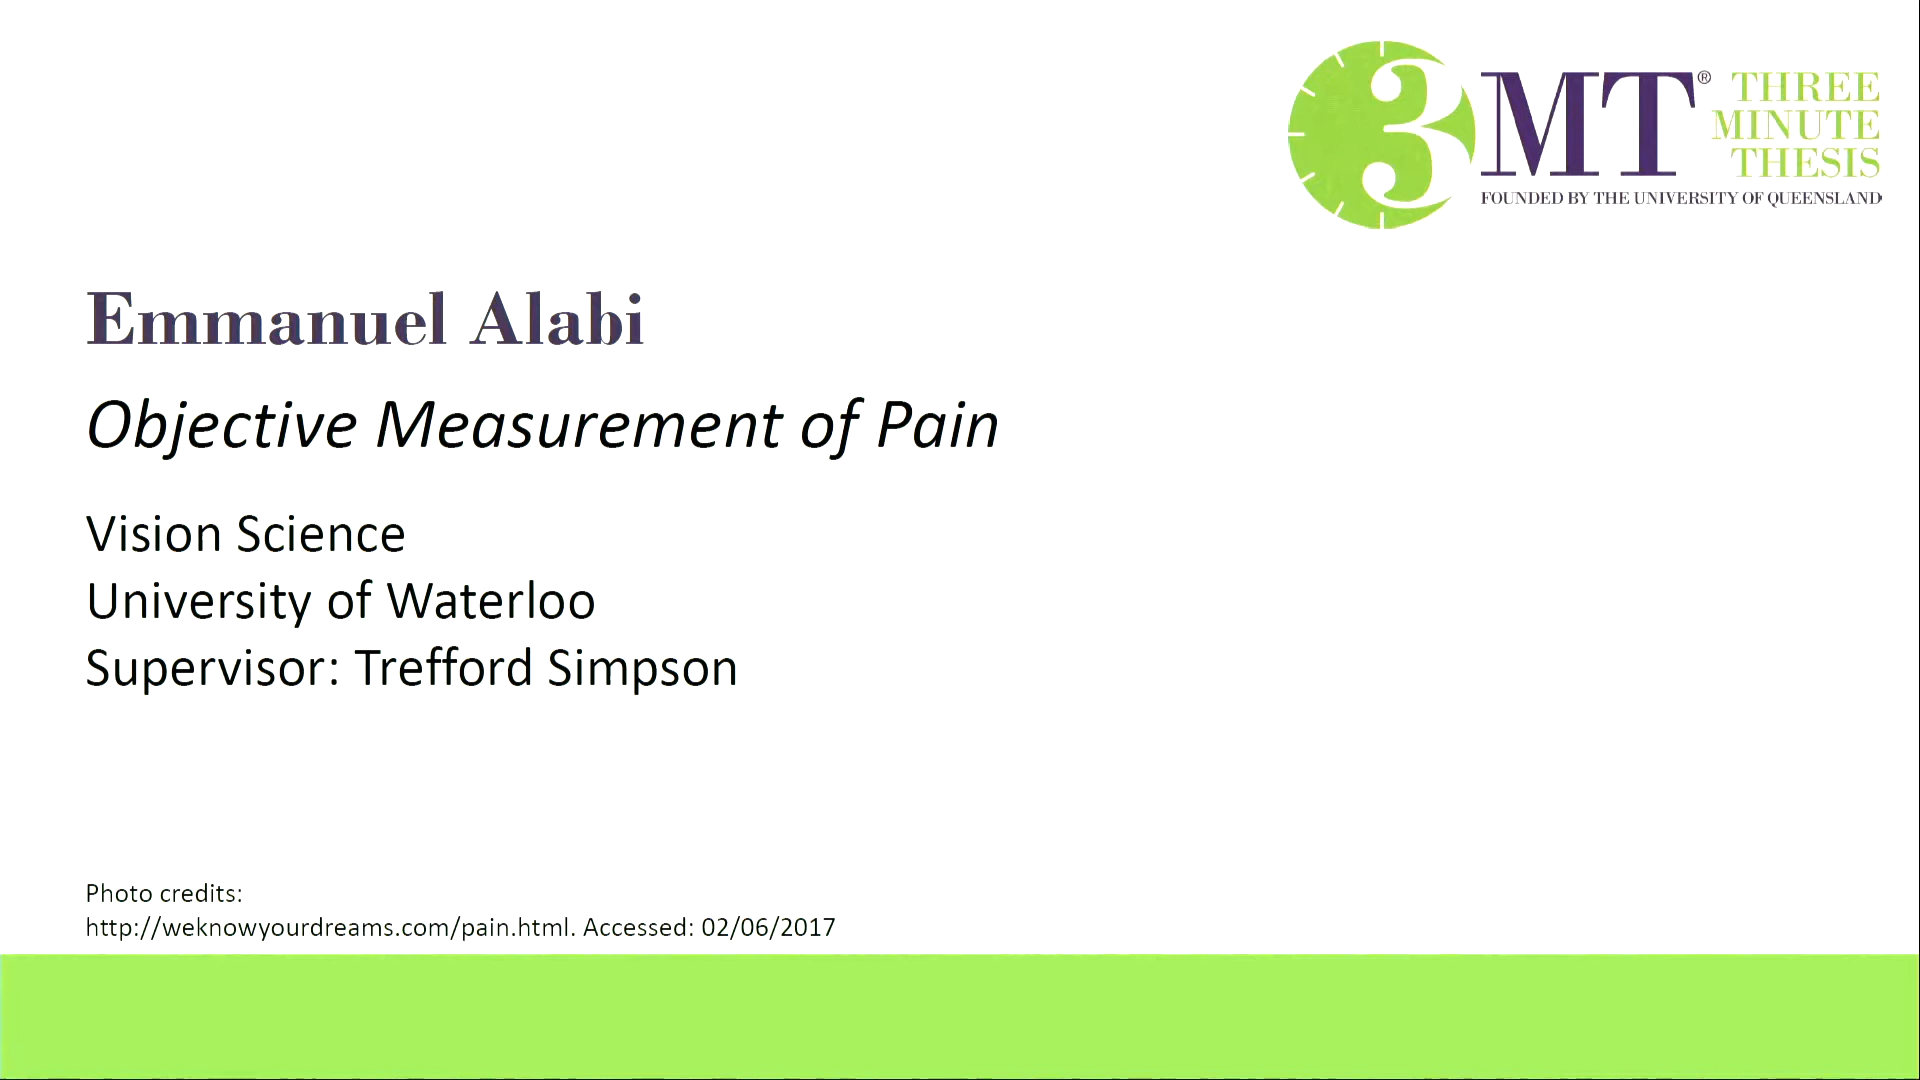 3MT® THREE
MINUTE
THESIS
FOUNDED BY THE UNIVERSITY OF QUEENSLAND
Emmanuel Alabi
Objective Measurement of Pain
Vision Science
University of Waterloo
Supervisor: Trefford Simpson
Photo credits:
http://weknowyourdreams.com/pain.html. Accessed: 02/06/2017